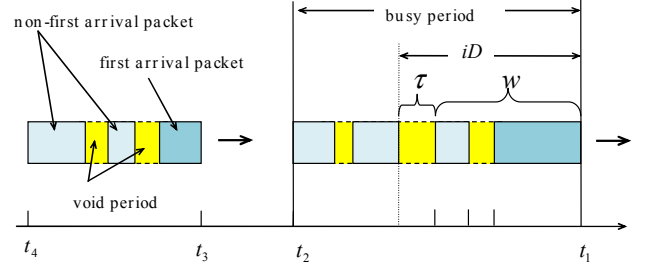 non-first arrival packet
busy period
first arrival packet
iD
τ
w
void period
t4
t3
t2
t1